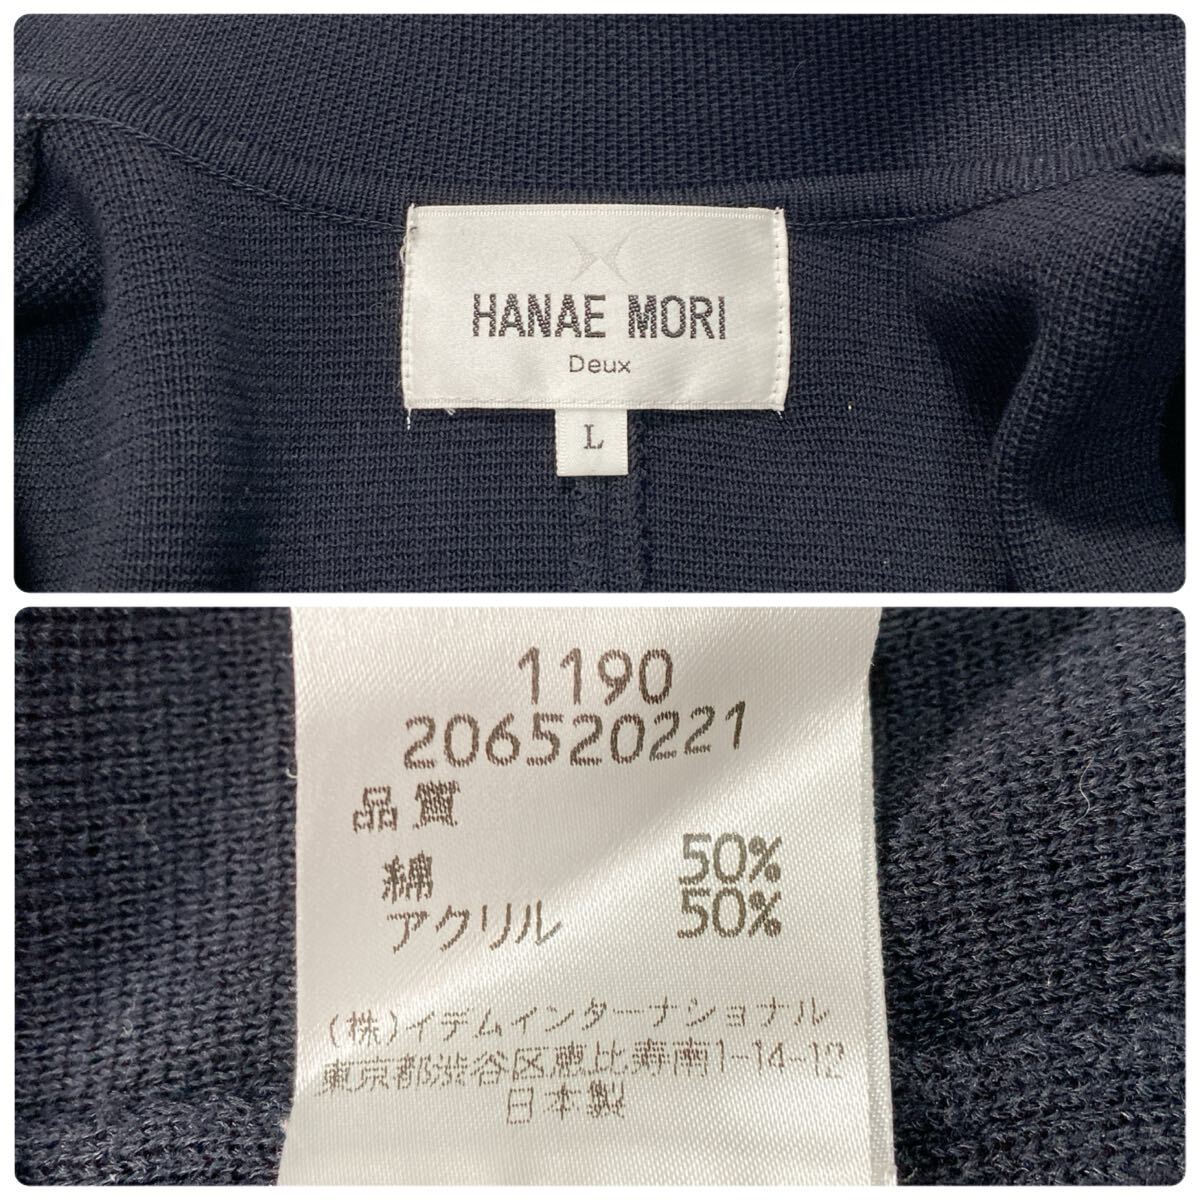 HANAE MORI
Deux
L
1190
206520221
品質
綿 50%
アクリル 50%
(株)イデムインターナショナル
東京都渋谷区恵比寿南1-14-12
日本製